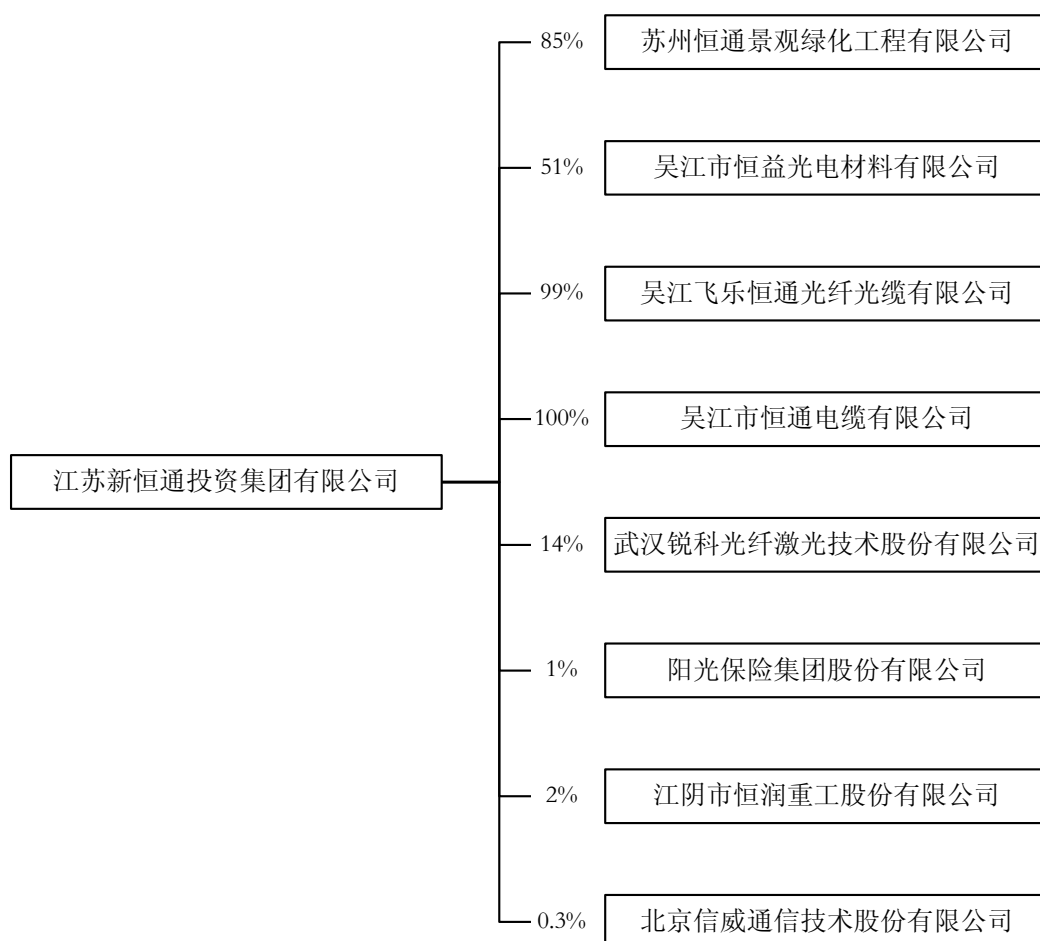 85%
苏州恒通景观绿化工程有限公司
51%
吴江市恒益光电材料有限公司
99%
吴江飞乐恒通光纤光缆有限公司
100%
吴江市恒通电缆有限公司
江苏新恒通投资集团有限公司
14%
武汉锐科光纤激光技术股份有限公司
1%
阳光保险集团股份有限公司
2%
江阴市恒润重工股份有限公司
0.3%
北京信威通信技术股份有限公司